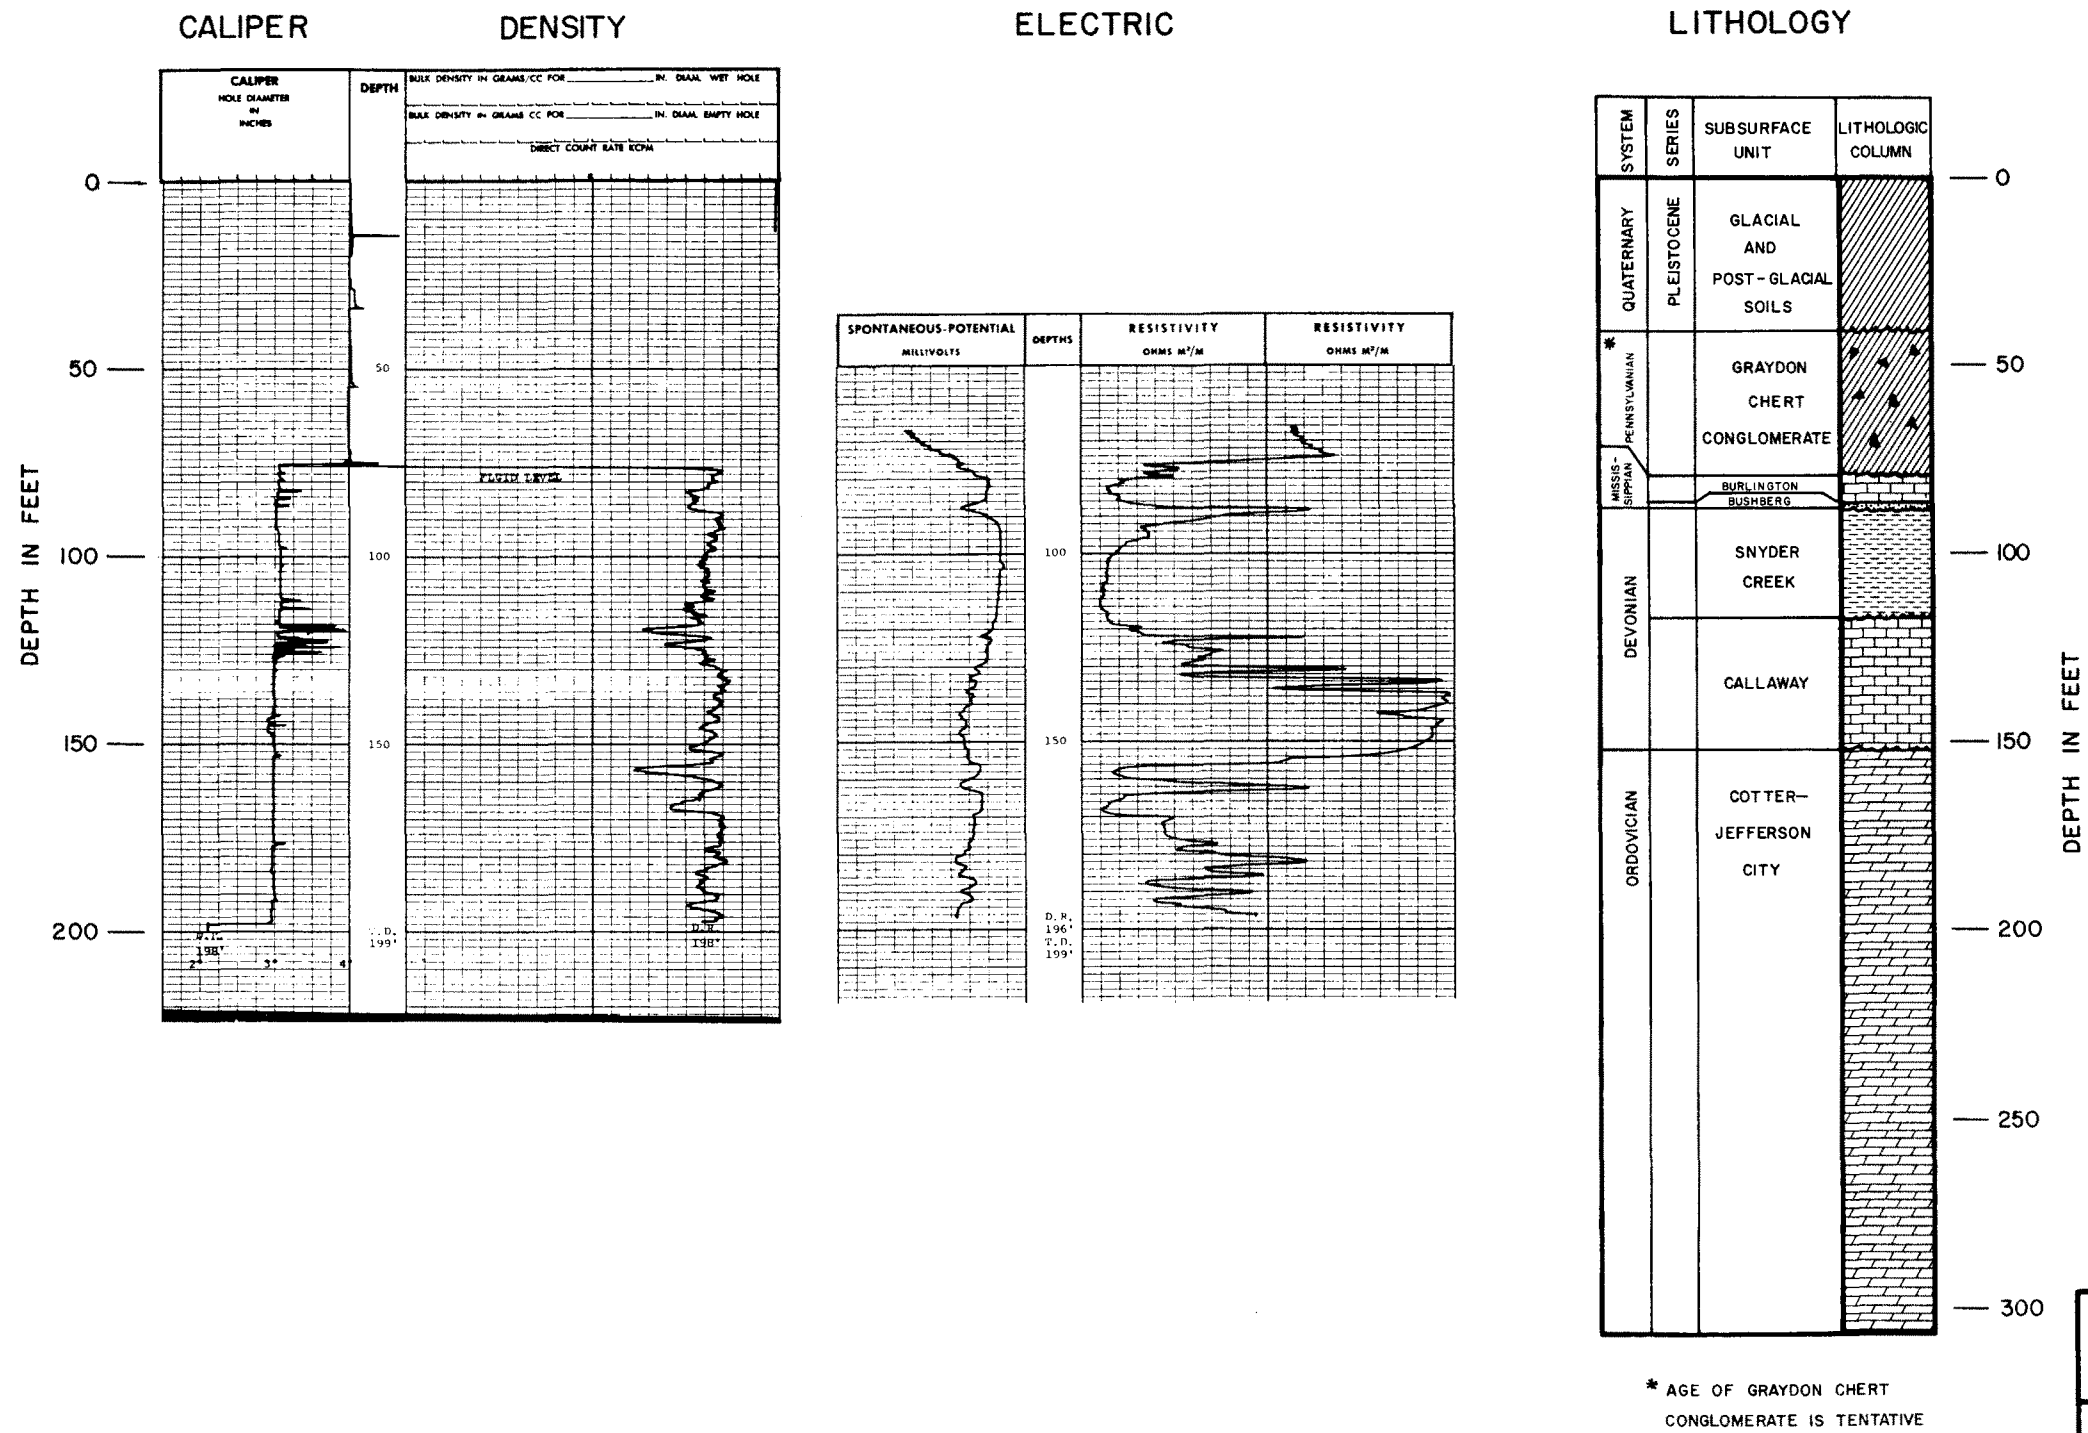 CALIPER
DENSITY
ELECTRIC
LITHOLOGY
CALIPER
HOLE DIAMETER
IN
INCHES
DEPTH
BULK DENSITY IN GRAMS/CC FOR ____________ IN. DIAM. WET HOLE
BULK DENSITY IN GRAMS CC FOR ____________ IN. DIAM. EMPTY HOLE
DIRECT COUNT RATE KCPM
0
50
100
150
200
DEPTH IN FEET
50
100
150
T.D.
199'
FLUID LEVEL
198'
2"
3"
4"
D.R.
198'
SPONTANEOUS-POTENTIAL
MILLIVOLTS
DEPTHS
RESISTIVITY
OHMS M²/M
RESISTIVITY
OHMS M²/M
100
150
D.R.
196'
T.D.
199'
SYSTEM
SERIES
SUBSURFACE
UNIT
LITHOLOGIC
COLUMN
QUATERNARY
PLEISTOCENE
GLACIAL
AND
POST-GLACIAL
SOILS
*
PENNSYLVANIAN
GRAYDON
CHERT
CONGLOMERATE
MISSIS-
SIPPIAN
BURLINGTON
BUSHBERG
DEVONIAN
SNYDER
CREEK
CALLAWAY
ORDOVICIAN
COTTER-
JEFFERSON
CITY
0
50
100
150
200
250
300
DEPTH IN FEET
* AGE OF GRAYDON CHERT
CONGLOMERATE IS TENTATIVE